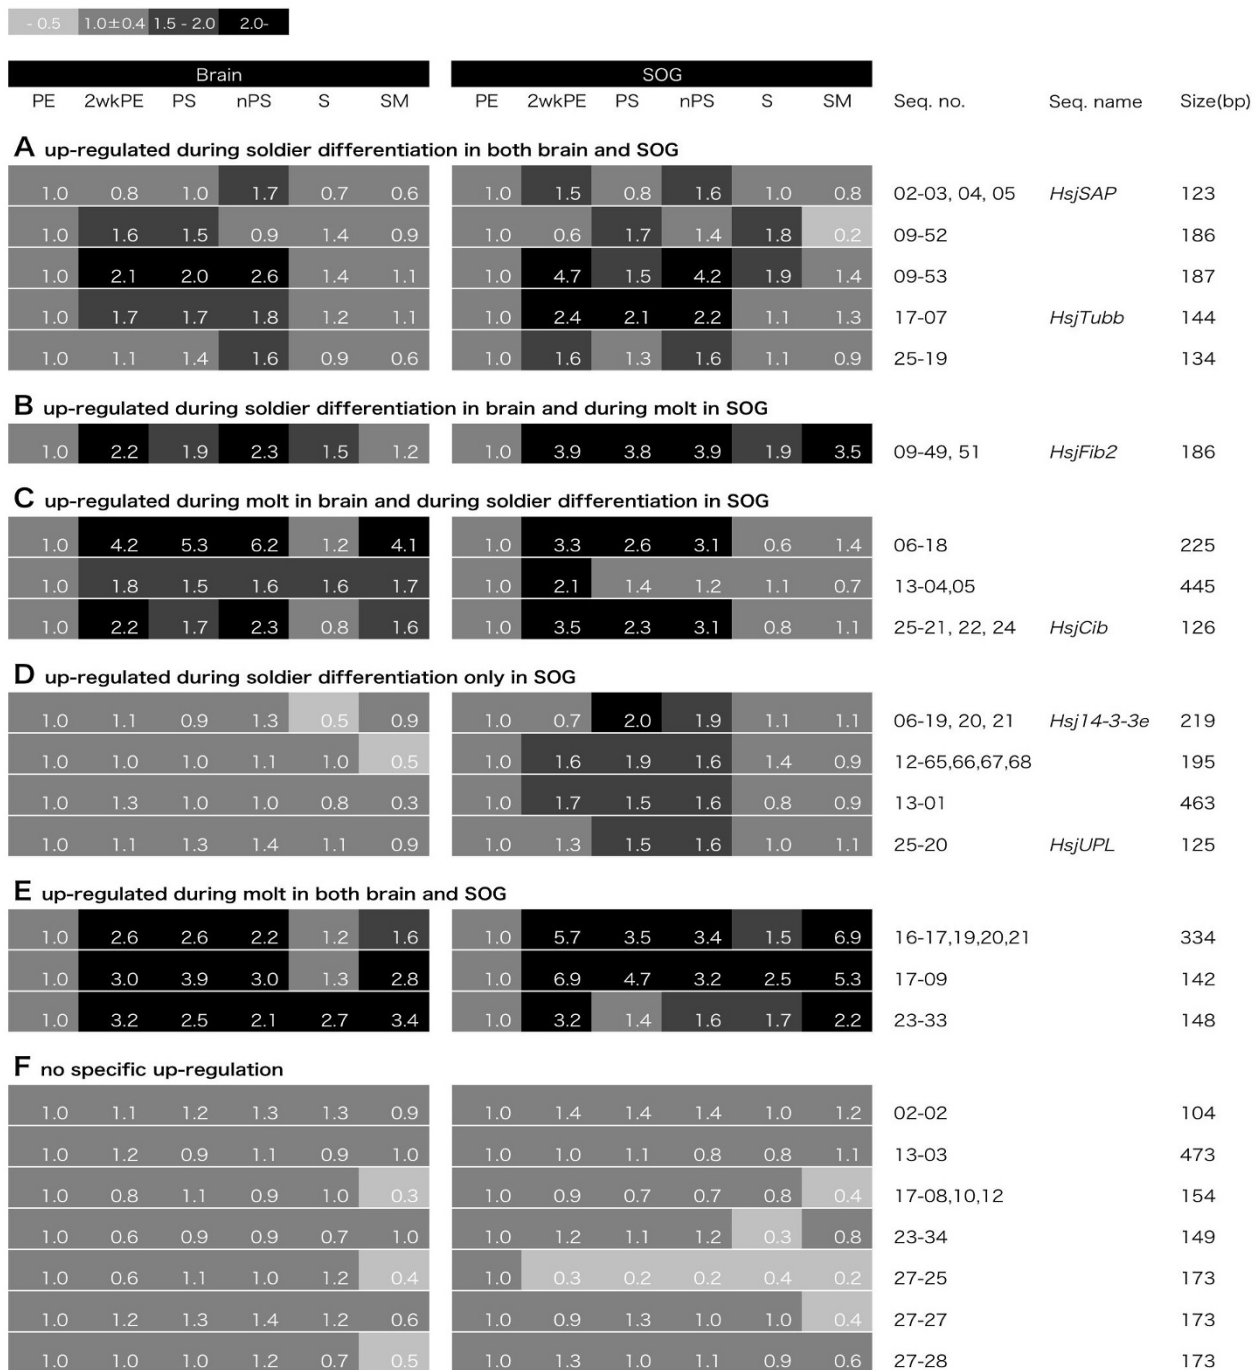 - 0.5 1.0±0.4 1.5 - 2.0 2.0-
Brain SOG
PE 2wkPE PS nPS S SM PE 2wkPE PS nPS S SM Seq. no. Seq. name Size(bp)
A up-regulated during soldier differentiation in both brain and SOG
1.0 0.8 1.0 1.7 0.7 0.6 1.0 1.5 0.8 1.6 1.0 0.8 02-03, 04, 05 HsjSAP 123
1.0 1.6 1.5 0.9 1.4 0.9 1.0 0.6 1.7 1.4 1.8 0.2 09-52 186
1.0 2.1 2.0 2.6 1.4 1.1 1.0 4.7 1.5 4.2 1.9 1.4 09-53 187
1.0 1.7 1.7 1.8 1.2 1.1 1.0 2.4 2.1 2.2 1.1 1.3 17-07 HsjTubb 144
1.0 1.1 1.4 1.6 0.9 0.6 1.0 1.6 1.3 1.6 1.1 0.9 25-19 134
B up-regulated during soldier differentiation in brain and during molt in SOG
1.0 2.2 1.9 2.3 1.5 1.2 1.0 3.9 3.8 3.9 1.9 3.5 09-49, 51 HsjFib2 186
C up-regulated during molt in brain and during soldier differentiation in SOG
1.0 4.2 5.3 6.2 1.2 4.1 1.0 3.3 2.6 3.1 0.6 1.4 06-18 225
1.0 1.8 1.5 1.6 1.6 1.7 1.0 2.1 1.4 1.2 1.1 0.7 13-04,05 445
1.0 2.2 1.7 2.3 0.8 1.6 1.0 3.5 2.3 3.1 0.8 1.1 25-21, 22, 24 HsjCib 126
D up-regulated during soldier differentiation only in SOG
1.0 1.1 0.9 1.3 0.5 0.9 1.0 0.7 2.0 1.9 1.1 1.1 06-19, 20, 21 Hsj14-3-3e 219
1.0 1.0 1.0 1.1 1.0 0.5 1.0 1.6 1.9 1.6 1.4 0.9 12-65,66,67,68 195
1.0 1.3 1.0 1.0 0.8 0.3 1.0 1.7 1.5 1.6 0.8 0.9 13-01 463
1.0 1.1 1.3 1.4 1.1 0.9 1.0 1.3 1.5 1.6 1.0 1.1 25-20 HsjUPL 125
E up-regulated during molt in both brain and SOG
1.0 2.6 2.6 2.2 1.2 1.6 1.0 5.7 3.5 3.4 1.5 6.9 16-17,19,20,21 334
1.0 3.0 3.9 3.0 1.3 2.8 1.0 6.9 4.7 3.2 2.5 5.3 17-09 142
1.0 3.2 2.5 2.1 2.7 3.4 1.0 3.2 1.4 1.6 1.7 2.2 23-33 148
F no specific up-regulation
1.0 1.1 1.2 1.3 1.3 0.9 1.0 1.4 1.4 1.4 1.0 1.2 02-02 104
1.0 1.2 0.9 1.1 0.9 1.0 1.0 1.0 1.1 0.8 0.8 1.1 13-03 473
1.0 0.8 1.1 0.9 1.0 0.3 1.0 0.9 0.7 0.7 0.8 0.4 17-08,10,12 154
1.0 0.6 0.9 0.9 0.7 1.0 1.0 1.2 1.1 1.2 0.3 0.8 23-34 149
1.0 0.6 1.1 1.0 1.2 0.4 1.0 0.3 0.2 0.2 0.4 0.2 27-25 173
1.0 1.2 1.3 1.4 1.2 0.6 1.0 0.9 1.3 1.0 1.0 0.4 27-27 173
1.0 1.0 1.0 1.2 0.7 0.5 1.0 1.3 1.0 1.1 0.9 0.6 27-28 173